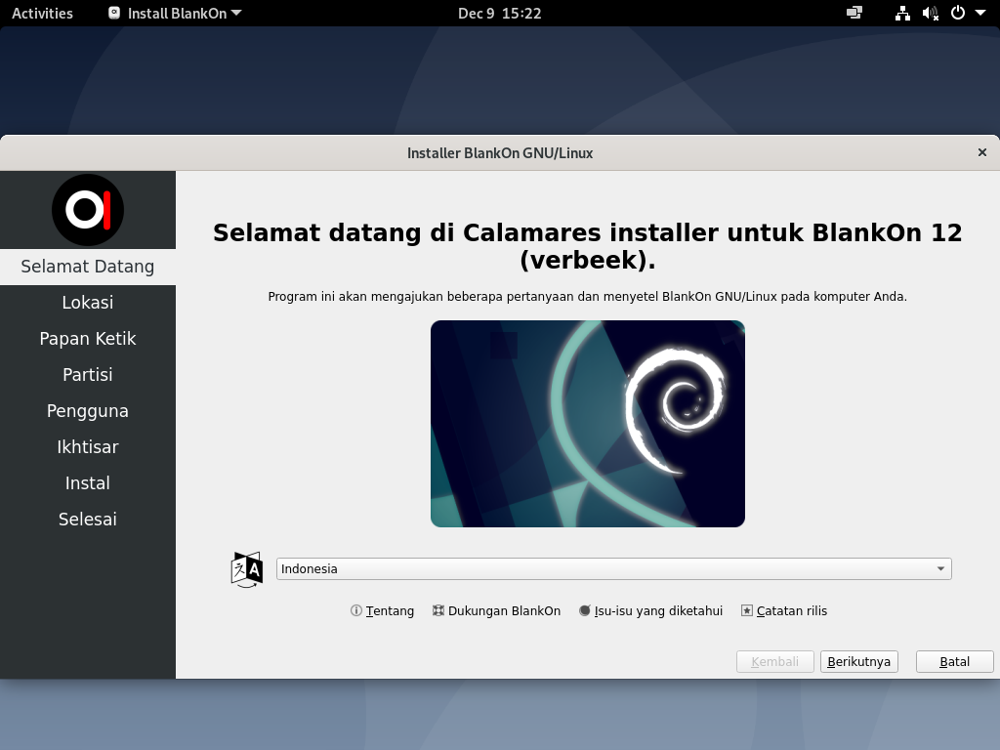 Activities
Install BlankOn
Dec 9 15:22
Installer BlankOn GNU/Linux
Selamat Datang
Lokasi
Papan Ketik
Partisi
Pengguna
Ikhtisar
Instal
Selesai
Selamat datang di Calamares installer untuk BlankOn 12
(verbeek).
Program ini akan mengajukan beberapa pertanyaan dan menyetel BlankOn GNU/Linux pada komputer Anda.
Indonesia
Tentang
Dukungan BlankOn
Isu-isu yang diketahui
Catatan rilis
Kembali
Berikutnya
Batal